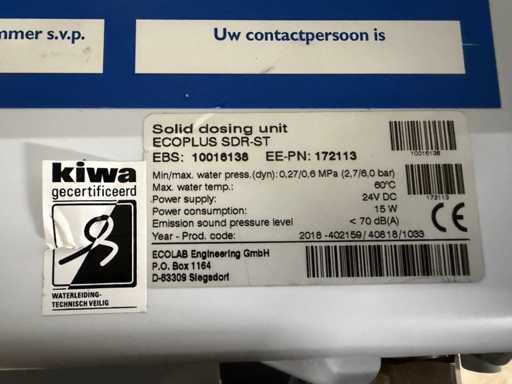 mmer s.v.p.
Uw contactpersoon is
Solid dosing unit
ECOPLUS SDR-ST
EBS: 10016138 EE-PN: 172113
Min/max. water press.(dyn): 0,27/0,6 MPa (2,7/6,0 bar)
Max. water temp.: 60°C
Power supply: 24V DC
Power consumption: 15 W
Emission sound pressure level < 70 dB(A)
Year - Prod. code: 2018 -402159/ 40818/1033
ECOLAB Engineering GmbH
P.O. Box 1164
D-83309 Siegsdorf
10016138
172113
CE
kiwa
gecertificeerd
WATERLEIDING-
TECHNISCH VEILIG